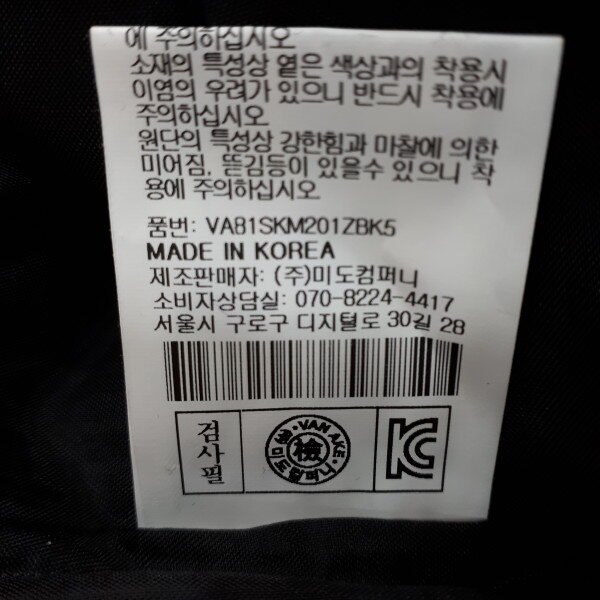 에 주의하십시오
소재의 특성상 옅은 색상과의 착용시
이염의 우려가 있으니 반드시 착용에
주의하십시오
원단의 특성상 강한힘과 마찰에 의한
미어짐, 뜯김등이 있을수 있으니 착
용에 주의하십시오
품번: VA81SKM201ZBK5
MADE IN KOREA
제조판매자: (주)미도컴퍼니
소비자상담실: 070-8224-4417
서울시 구로구 디지털로 30길 28
검사필
VAN AKE
檢
㈜미도컴퍼니
KC